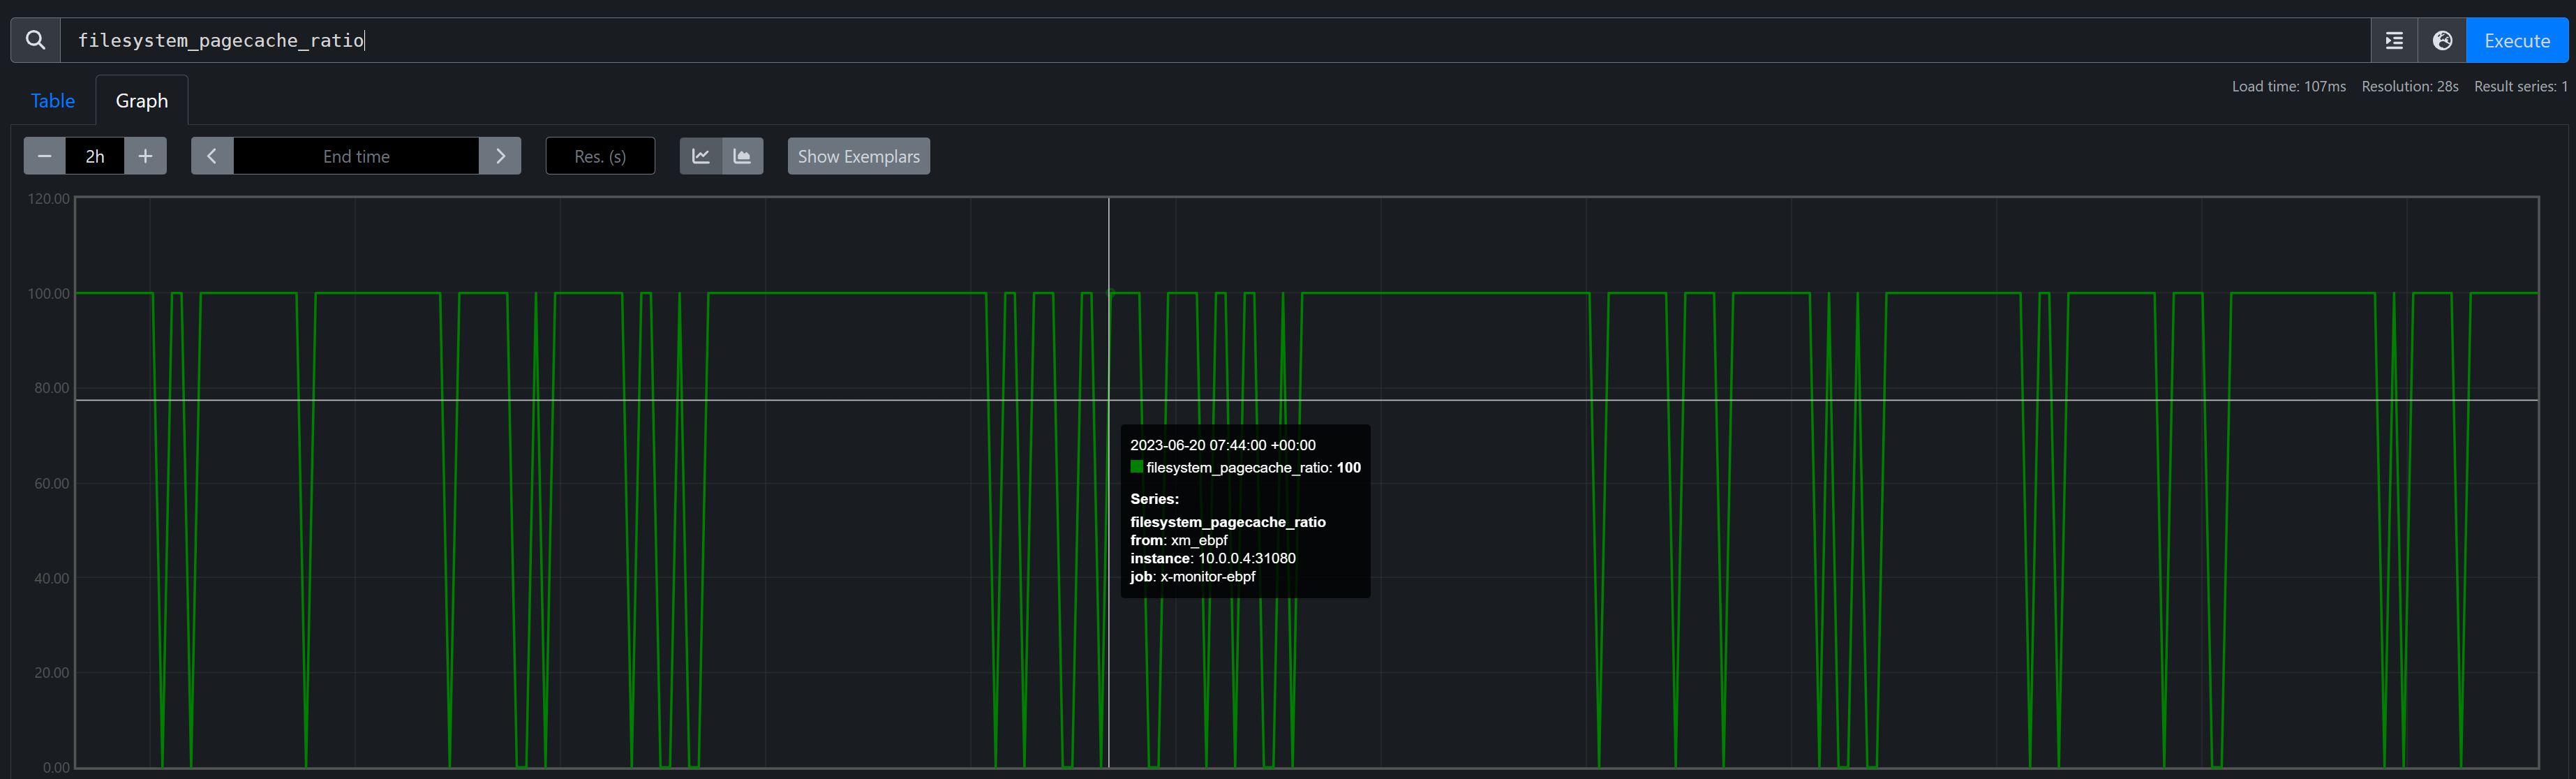 filesystem_pagecache_ratio
Execute
Table
Graph
Load time: 107ms Resolution: 28s Result series: 1
2h
End time
Res. (s)
Show Exemplars
120.00
100.00
80.00
60.00
40.00
20.00
0.00
2023-06-20 07:44:00 +00:00
filesystem_pagecache_ratio: 100
Series:
filesystem_pagecache_ratio
from: xm_ebpf
instance: 10.0.0.4:31080
job: x-monitor-ebpf